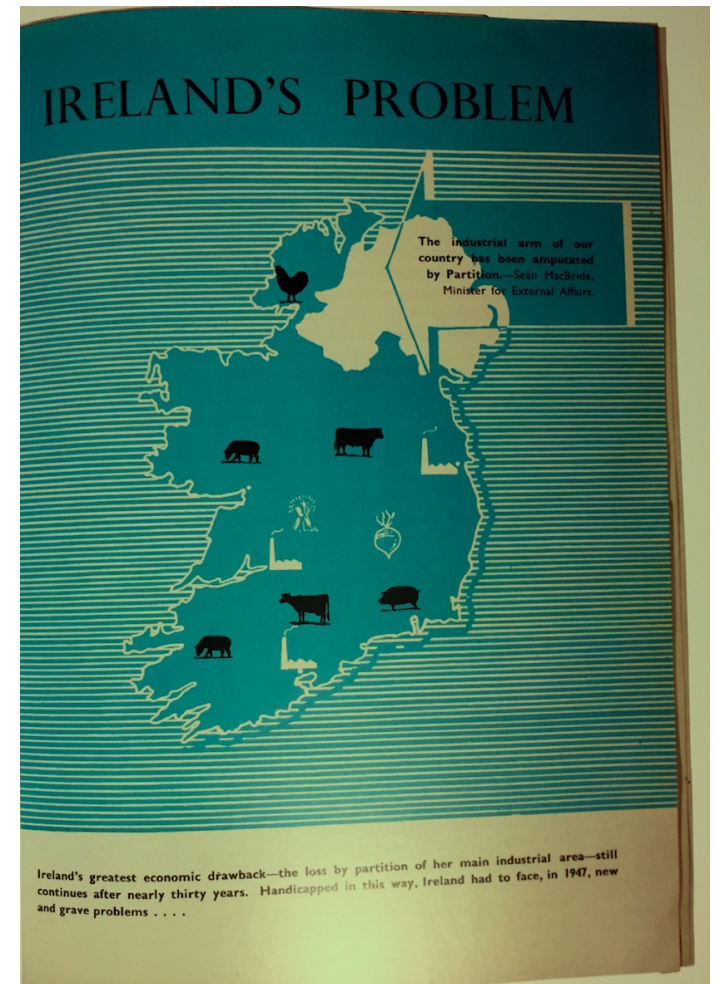 IRELAND'S PROBLEM
The industrial arm of our
country has been amputated
by Partition.—Seán MacBride,
Minister for External Affairs.
Ireland's greatest economic drawback—the loss by partition of her main industrial area—still
continues after nearly thirty years. Handicapped in this way, Ireland had to face, in 1947, new
and grave problems . . . .